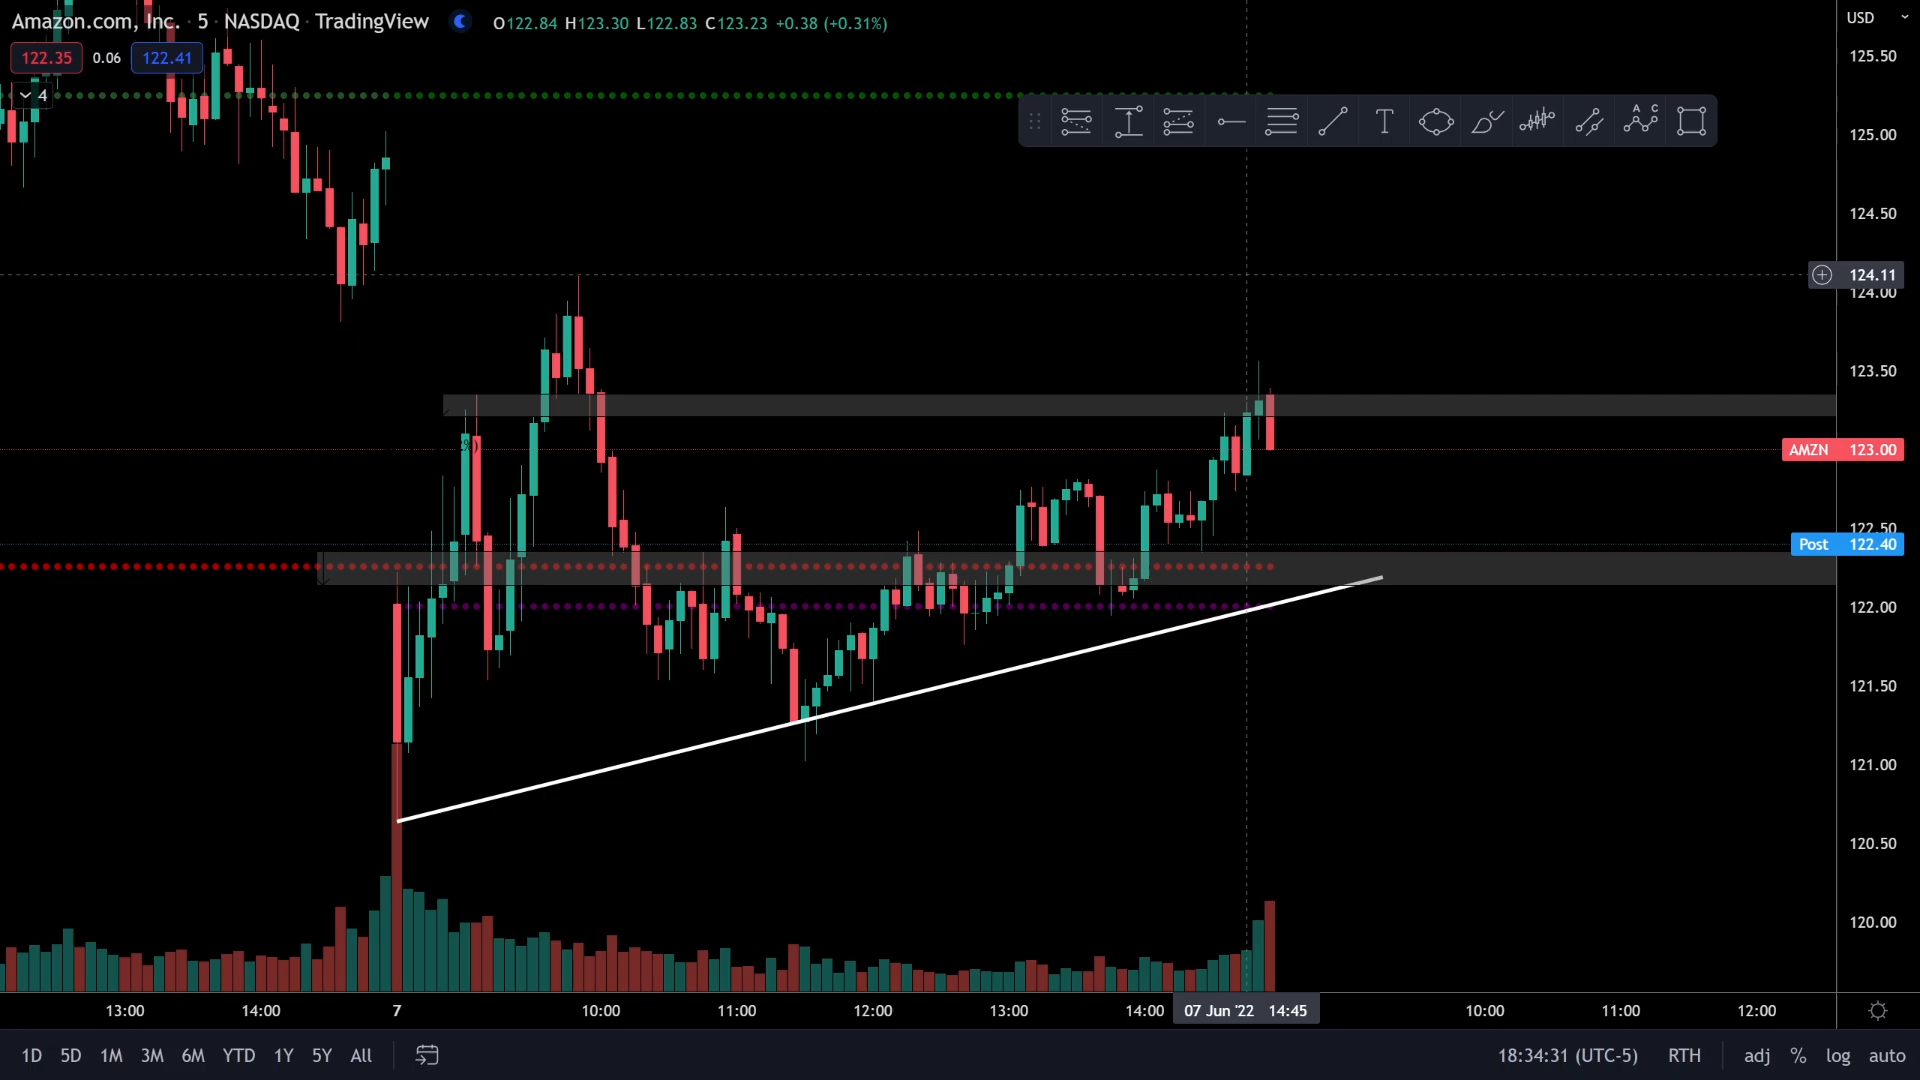 Amazon.com, Inc. · 5 · NASDAQ · TradingView O122.84 H123.30 L122.83 C123.23 +0.38 (+0.31%)
122.35 0.06 122.41
4
USD
125.50
125.00
124.50
124.11
124.00
123.50
AMZN 123.00
122.50
Post 122.40
122.00
121.50
121.00
120.50
120.00
T
A C
%)
13:00 14:00 7 10:00 11:00 12:00 13:00 14:00 07 Jun '22 14:45 10:00 11:00 12:00
1D 5D 1M 3M 6M YTD 1Y 5Y All 18:34:31 (UTC-5) RTH adj % log auto